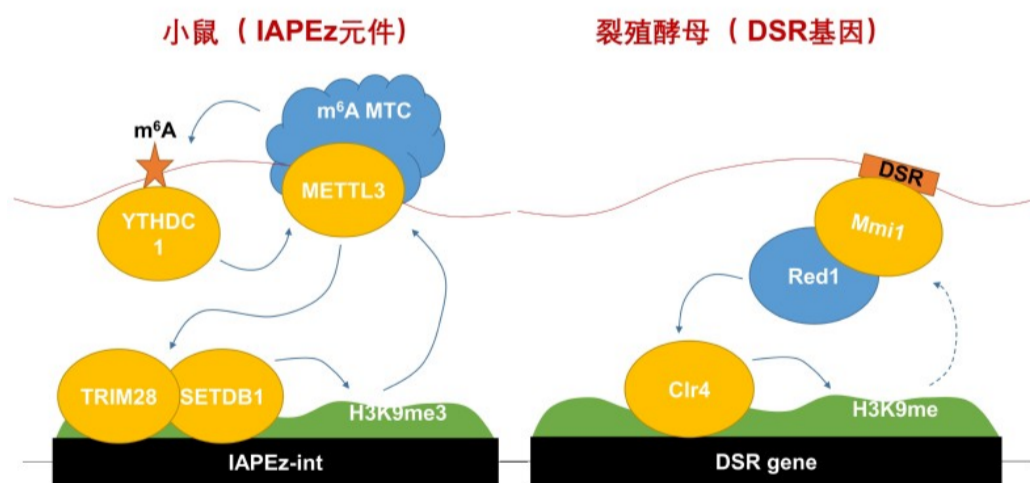 小鼠（ IAPEz元件）
m⁶A MTC
m⁶A
METTL3
YTHDC
1
TRIM28
SETDB1
H3K9me3
IAPEz-int
裂殖酵母（ DSR基因）
DSR
Mmi1
Red1
Clr4
H3K9me
DSR gene